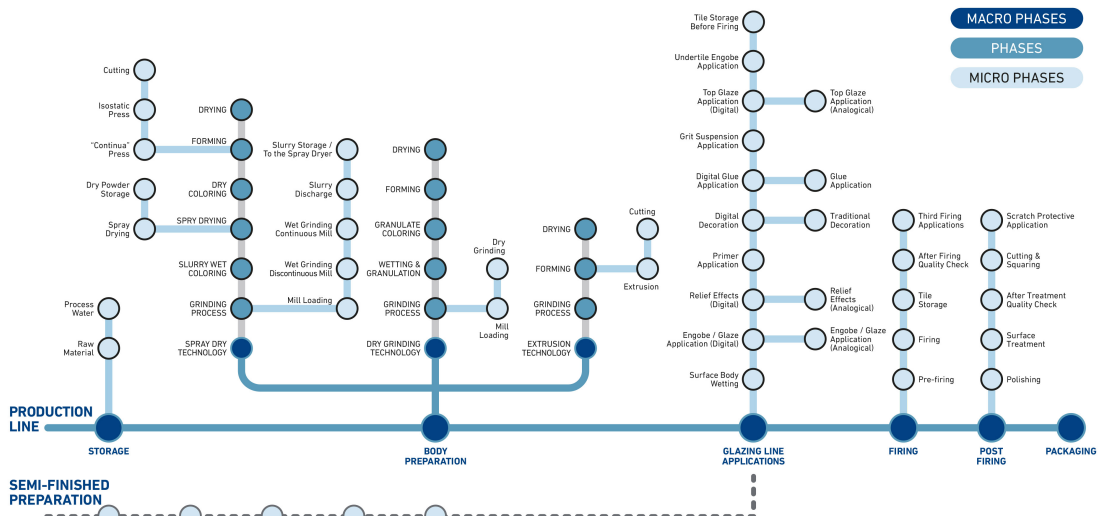 MACRO PHASES
PHASES
MICRO PHASES
Cutting
Isostatic
Press
"Continua"
Press
Dry Powder
Storage
Spray
Drying
Process
Water
Raw
Material
DRYING
FORMING
DRY
COLORING
SPRY DRYING
SLURRY WET
COLORING
GRINDING
PROCESS
SPRAY DRY
TECHNOLOGY
Slurry Storage /
To the Spray Dryer
Slurry
Discharge
Wet Grinding
Continuous Mill
Wet Grinding
Discontinuous Mill
Mill Loading
DRYING
FORMING
GRANULATE
COLORING
WETTING &
GRANULATION
GRINDING
PROCESS
DRY GRINDING
TECHNOLOGY
Dry
Grinding
Mill
Loading
DRYING
FORMING
GRINDING
PROCESS
EXTRUSION
TECHNOLOGY
Cutting
Extrusion
Tile Storage
Before Firing
Undertile Engobe
Application
Top Glaze
Application
(Digital)
Top Glaze
Application
(Analogical)
Grit Suspension
Application
Digital Glue
Application
Glue
Application
Digital
Decoration
Traditional
Decoration
Primer
Application
Relief Effects
(Digital)
Relief
Effects
(Analogical)
Engobe / Glaze
Application (Digital)
Engobe / Glaze
Application
(Analogical)
Surface Body
Wetting
Third Firing
Applications
After Firing
Quality Check
Tile
Storage
Firing
Pre-firing
Scratch Protective
Application
Cutting &
Squaring
After Treatment
Quality Check
Surface
Treatment
Polishing
PRODUCTION
LINE
STORAGE
BODY
PREPARATION
GLAZING LINE
APPLICATIONS
FIRING
POST
FIRING
PACKAGING
SEMI-FINISHED
PREPARATION